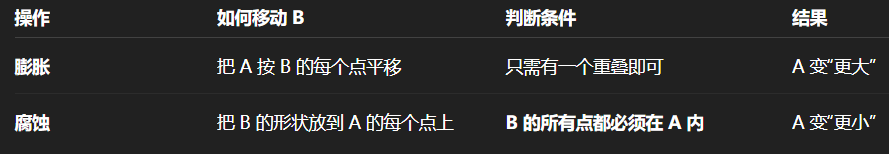 操作 如何移动 B 判断条件 结果
膨胀 把 A 按 B 的每个点平移 只需有一个重叠即可 A 变“更大”
腐蚀 把 B 的形状放到 A 的每个点上 B 的所有点都必须在 A 内 A 变“更小”